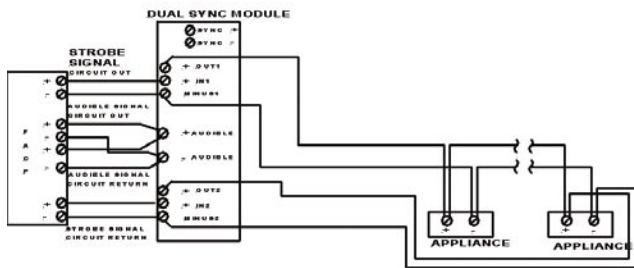 DUAL SYNC MODULE
SYNC +
SYNC -
STROBE
SIGNAL
CIRCUIT OUT
+ OUT1
+ IN1
- MINUS1
AUDIBLE SIGNAL
CIRCUIT OUT
+ AUDIBLE
- AUDIBLE
F
A
C
P
AUDIBLE SIGNAL
CIRCUIT RETURN
+ OUT2
+ IN2
- MINUS2
STROBE SIGNAL
CIRCUIT RETURN
+ -
APPLIANCE
+ -
APPLIANCE